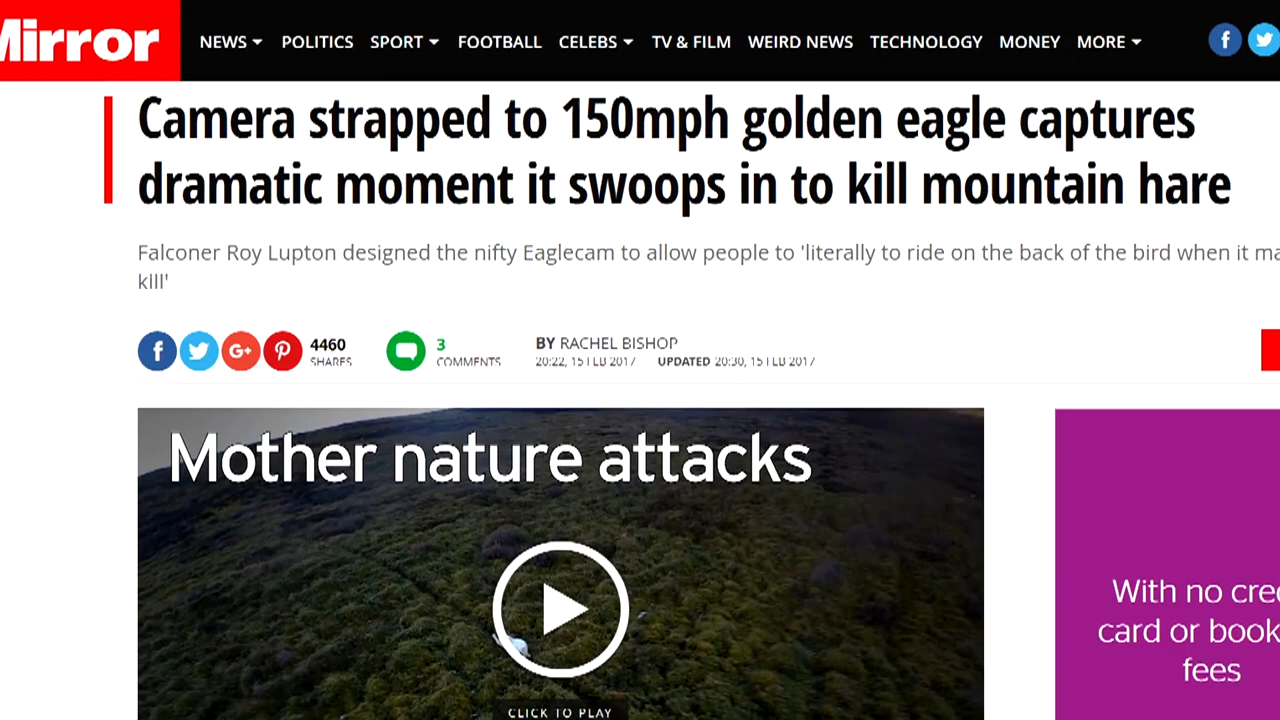 Mirror
NEWS POLITICS SPORT FOOTBALL CELEBS TV & FILM WEIRD NEWS TECHNOLOGY MONEY MORE
Camera strapped to 150mph golden eagle captures
dramatic moment it swoops in to kill mountain hare
Falconer Roy Lupton designed the nifty Eaglecam to allow people to 'literally to ride on the back of the bird when it ma
kill'
4460
SHARES
3
COMMENTS
BY RACHEL BISHOP
20:22, 15 FEB 2017 UPDATED 20:30, 15 FEB 2017
Mother nature attacks
CLICK TO PLAY
With no cre
card or book
fees